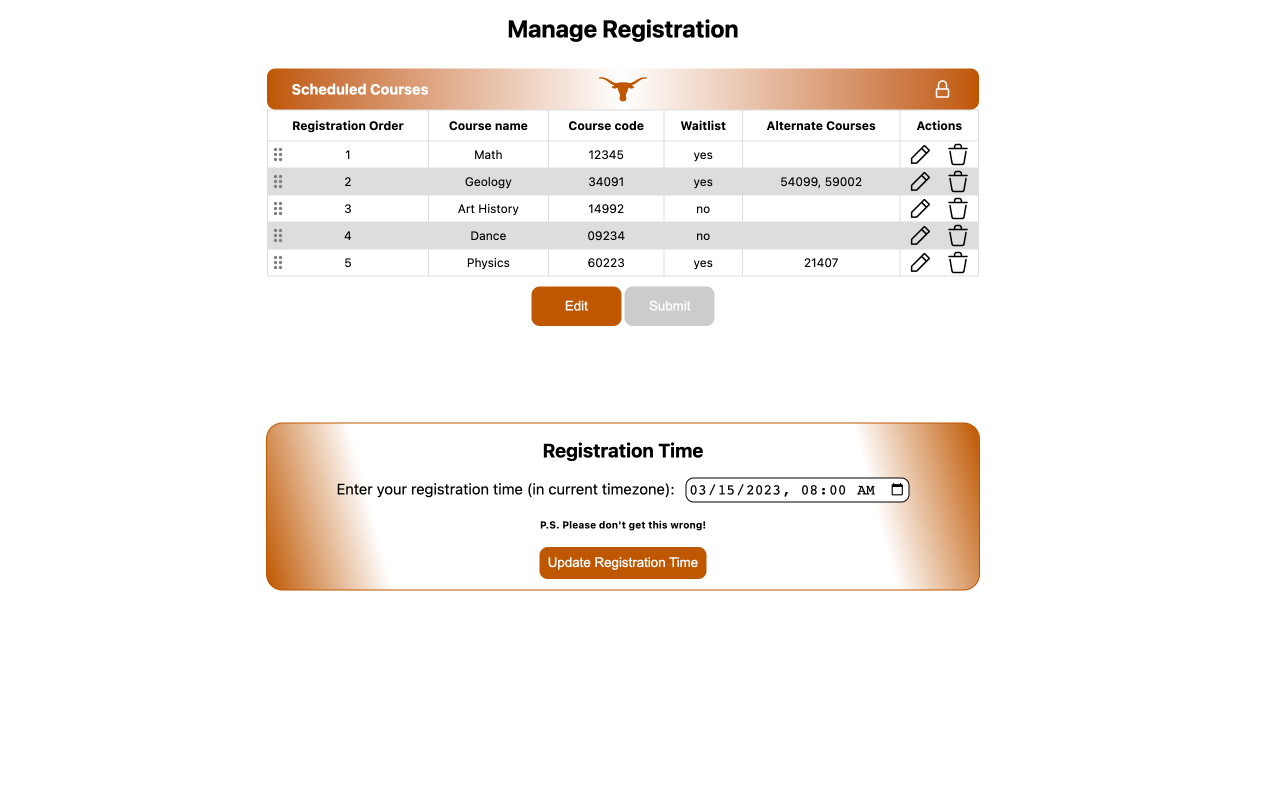 Manage Registration
Scheduled Courses
Registration Order Course name Course code Waitlist Alternate Courses Actions
1 Math 12345 yes
2 Geology 34091 yes 54099, 59002
3 Art History 14992 no
4 Dance 09234 no
5 Physics 60223 yes 21407
Edit Submit
Registration Time
Enter your registration time (in current timezone): 03/15/2023, 08:00 AM
P.S. Please don't get this wrong!
Update Registration Time